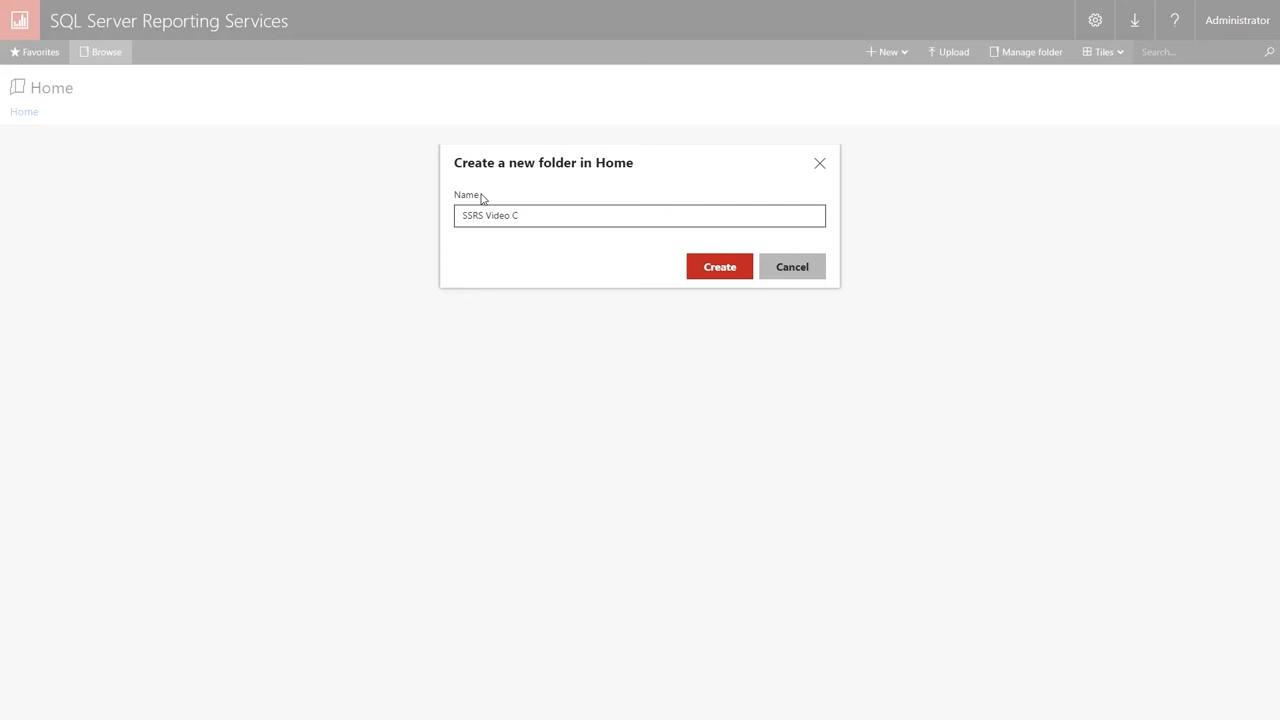 SQL Server Reporting Services
? Administrator
Favorites Browse
New Upload Manage folder Tiles Search...
Home
Home
Create a new folder in Home
Name
SSRS Video C
Create Cancel